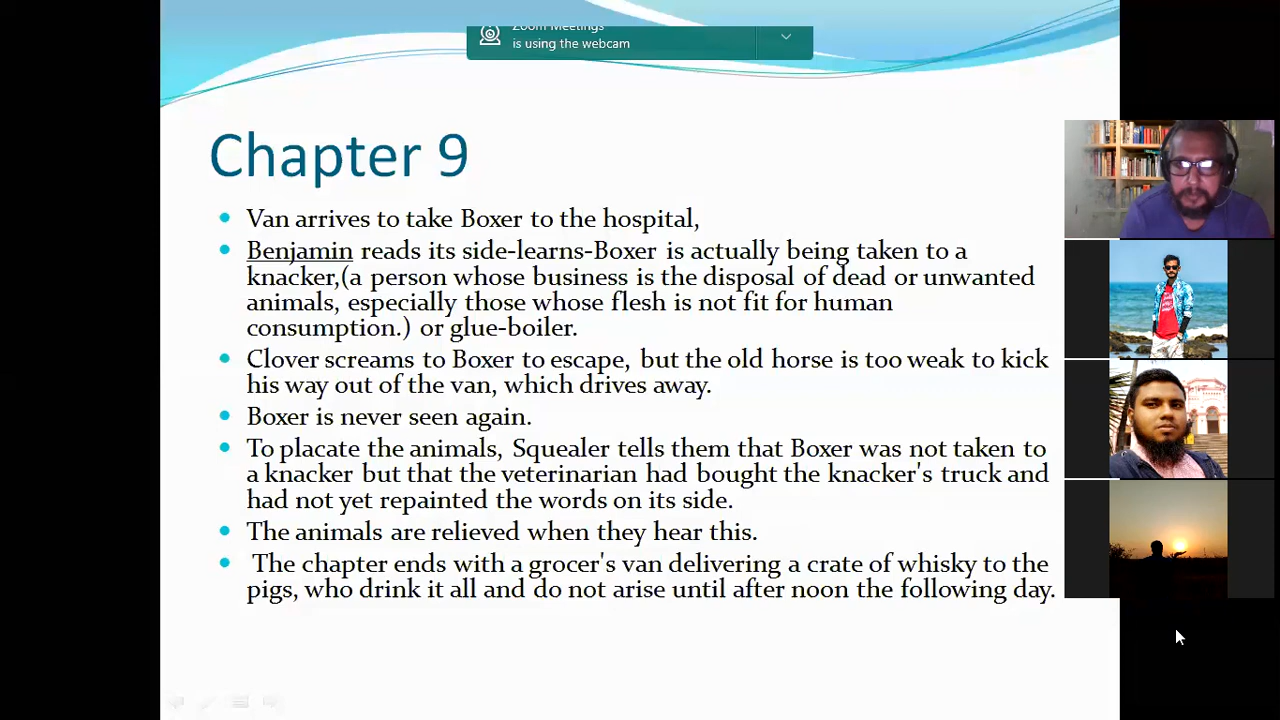 Zoom Meetings
is using the webcam
Chapter 9
Van arrives to take Boxer to the hospital,
Benjamin reads its side-learns-Boxer is actually being taken to a
knacker,(a person whose business is the disposal of dead or unwanted
animals, especially those whose flesh is not fit for human
consumption.) or glue-boiler.
Clover screams to Boxer to escape, but the old horse is too weak to kick
his way out of the van, which drives away.
Boxer is never seen again.
To placate the animals, Squealer tells them that Boxer was not taken to
a knacker but that the veterinarian had bought the knacker's truck and
had not yet repainted the words on its side.
The animals are relieved when they hear this.
The chapter ends with a grocer's van delivering a crate of whisky to the
pigs, who drink it all and do not arise until after noon the following day.